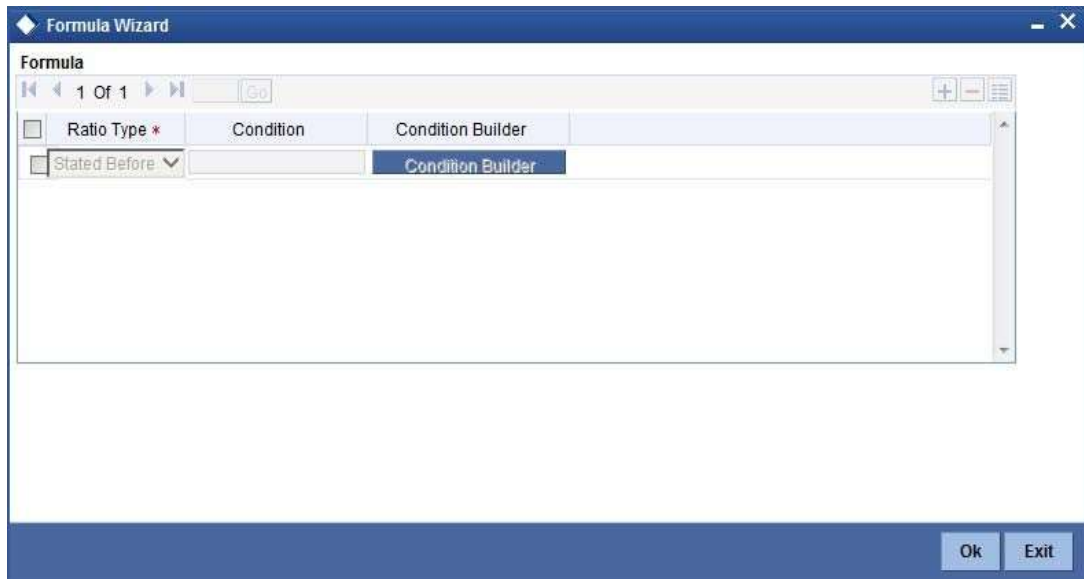 Formula Wizard
Formula
1 Of 1 Go
Ratio Type * Condition Condition Builder
Stated Before Condition Builder
Ok Exit